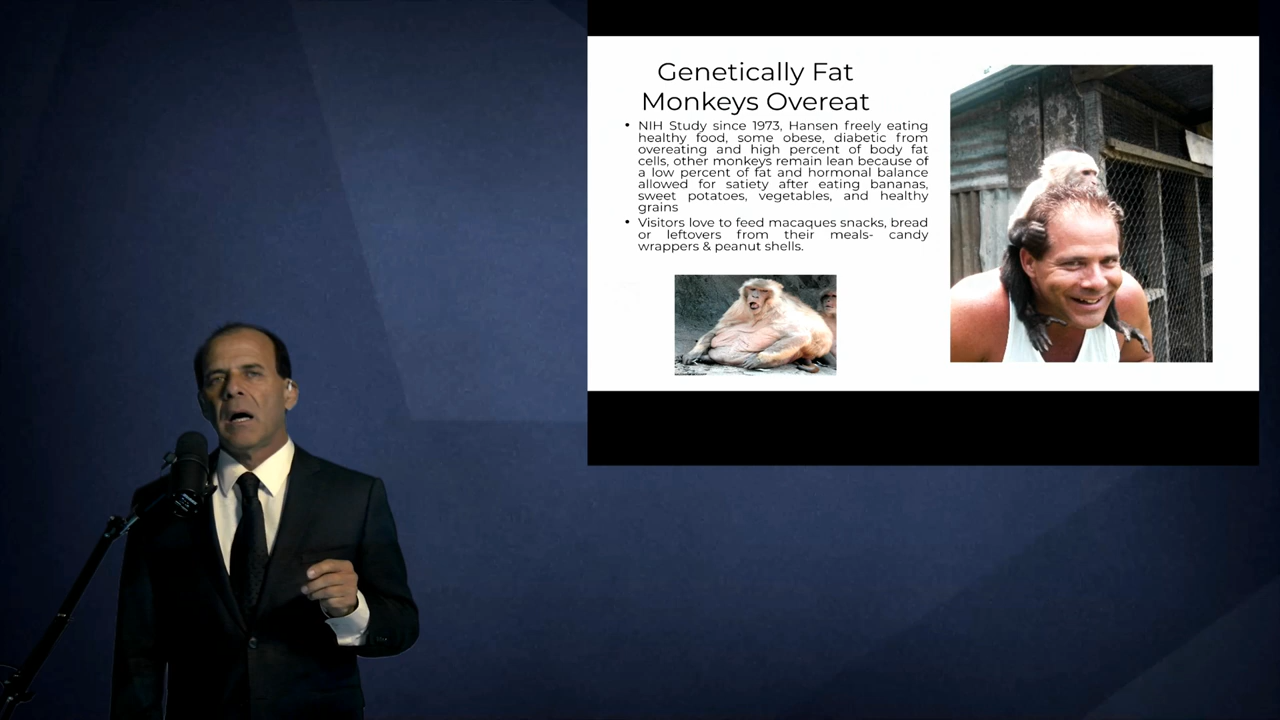 Genetically Fat
Monkeys Overeat
• NIH Study since 1973, Hansen freely eating
healthy food, some obese, diabetic from
overeating and high percent of body fat
cells, other monkeys remain lean because of
a low percent of fat and hormonal balance
allowed for satiety after eating bananas,
sweet potatoes, vegetables, and healthy
grains
• Visitors love to feed macaques snacks, bread
or leftovers from their meals- candy
wrappers & peanut shells.